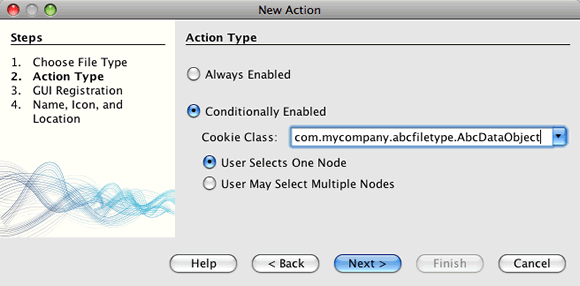 New Action
Steps
1. Choose File Type
2. Action Type
3. GUI Registration
4. Name, Icon, and
Location
Action Type
Always Enabled
Conditionally Enabled
Cookie Class: com.mycompany.abcfiletype.AbcDataObject
User Selects One Node
User May Select Multiple Nodes
Help < Back Next > Finish Cancel